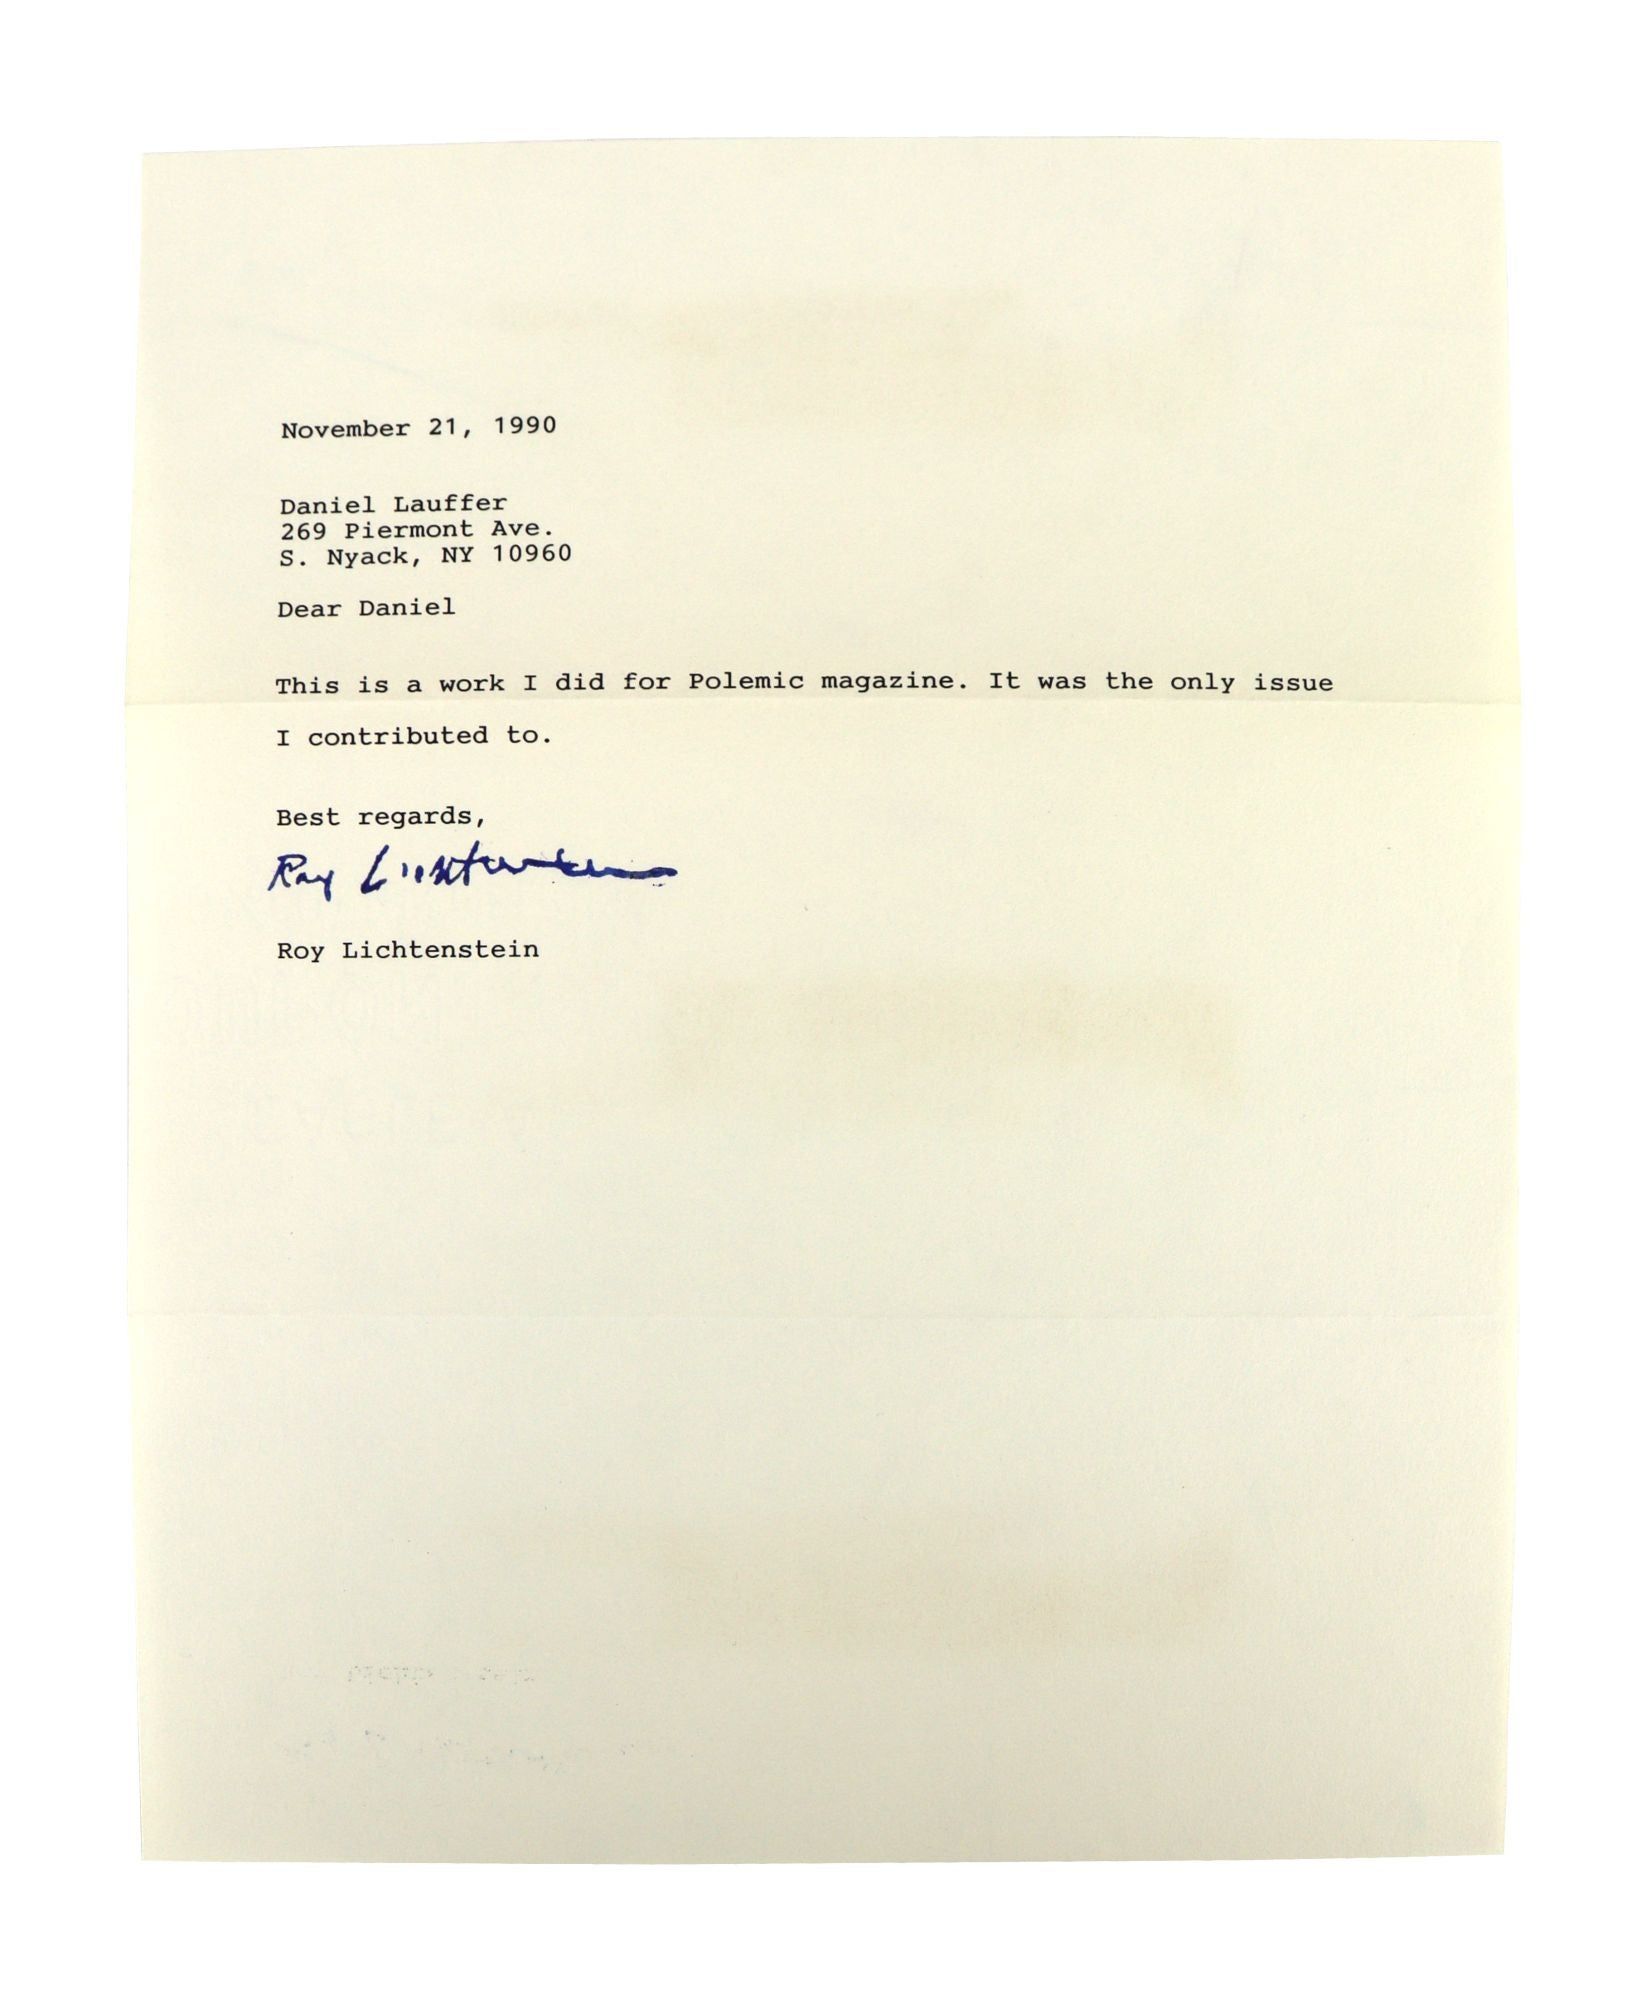 November 21, 1990
Daniel Lauffer
269 Piermont Ave.
S. Nyack, NY 10960
Dear Daniel
This is a work I did for Polemic magazine. It was the only issue
I contributed to.
Best regards,
Roy Lichtenstein
Roy Lichtenstein